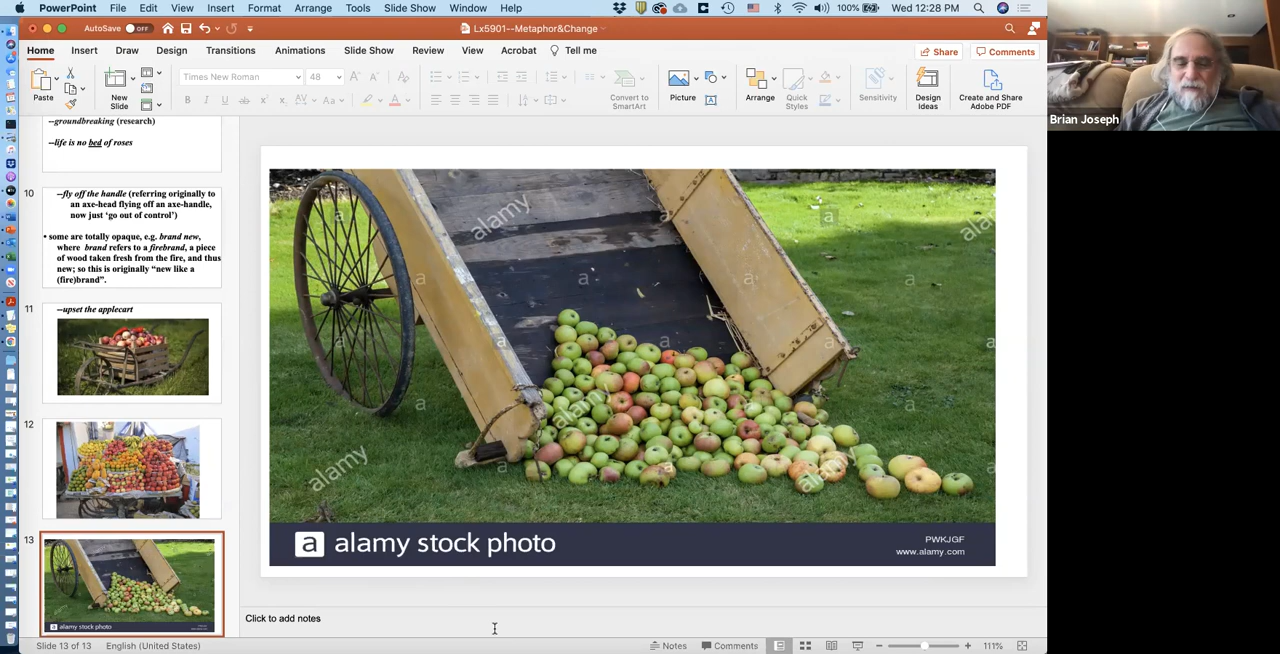 PowerPoint File Edit View Insert Format Arrange Tools Slide Show Window Help 100% Wed 12:28 PM
AutoSave OFF Lx5901--Metaphor&Change
Home Insert Draw Design Transitions Animations Slide Show Review View Acrobat Tell me Share Comments
Times New Roman 48
Paste New Slide Convert to SmartArt Picture Arrange Quick Styles Sensitivity Design Ideas Create and Share Adobe PDF
Brian Joseph
--groundbreaking (research)
--life is no bed of roses
10
--fly off the handle (referring originally to
an axe-head flying off an axe-handle,
now just ‘go out of control’)
• some are totally opaque, e.g. brand new,
where brand refers to a firebrand, a piece
of wood taken fresh from the fire, and thus
new; so this is originally “new like a
(fire)brand”.
11
--upset the applecart
12
13
a alamy stock photo
alamy
alamy
alamy
alamy
a alamy stock photo
PWKJGF
www.alamy.com
Click to add notes
Slide 13 of 13 English (United States) Notes Comments 111%